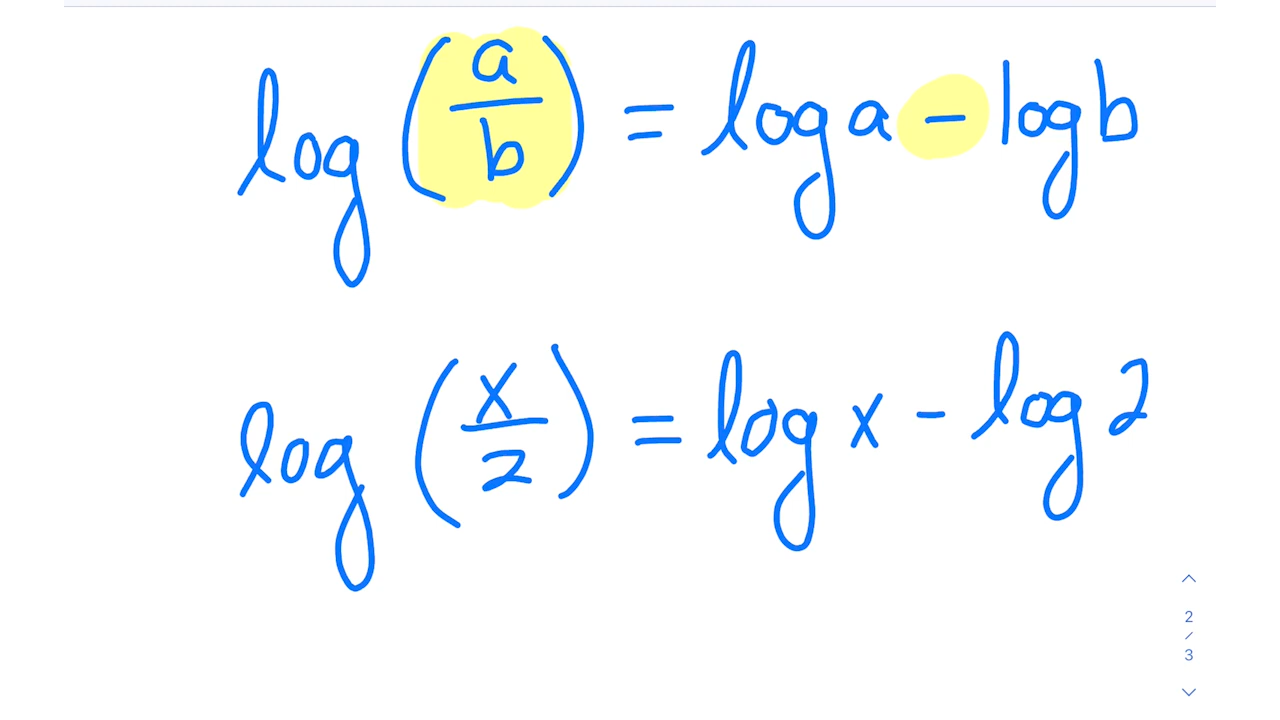 log (a/b) = log a - log b
log (x/2) = log x - log 2
2
/
3